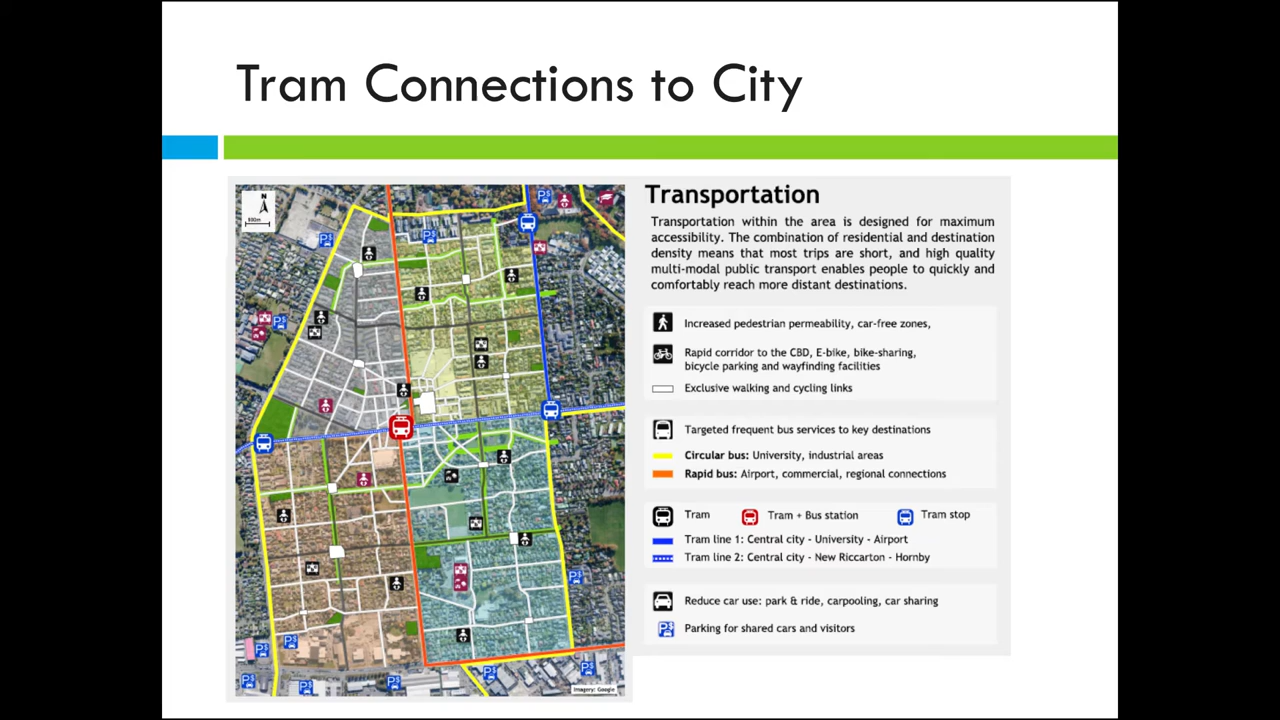 Tram Connections to City
N
Transportation
Transportation within the area is designed for maximum
accessibility. The combination of residential and destination
density means that most trips are short, and high quality
multi-modal public transport enables people to quickly and
comfortably reach more distant destinations.
Increased pedestrian permeability, car-free zones,
Rapid corridor to the CBD, E-bike, bike-sharing,
bicycle parking and wayfinding facilities
Exclusive walking and cycling links
Targeted frequent bus services to key destinations
Circular bus: University, industrial areas
Rapid bus: Airport, commercial, regional connections
Tram
Tram + Bus station
Tram stop
Tram line 1: Central city - University - Airport
Tram line 2: Central city - New Riccarton - Hornby
Reduce car use: park & ride, carpooling, car sharing
Parking for shared cars and visitors
Imagery: Google